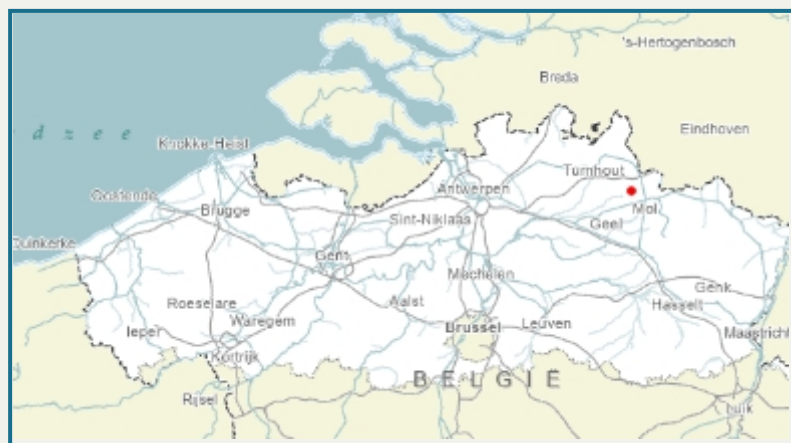 's-Hertogenbosch
Breda
Eindhoven
d z e e
Knokke-Heist
Turnhout
Oostende
Antwerpen
Brugge
Sint-Niklaas
Mol
Geel
Duinkerke
Gent
Mechelen
Genk
Roeselare
Aalst
Hasselt
Ieper
Waregem
Brussel
Leuven
Maastricht
Kortrijk
BELGIË
Rijsel
Luik